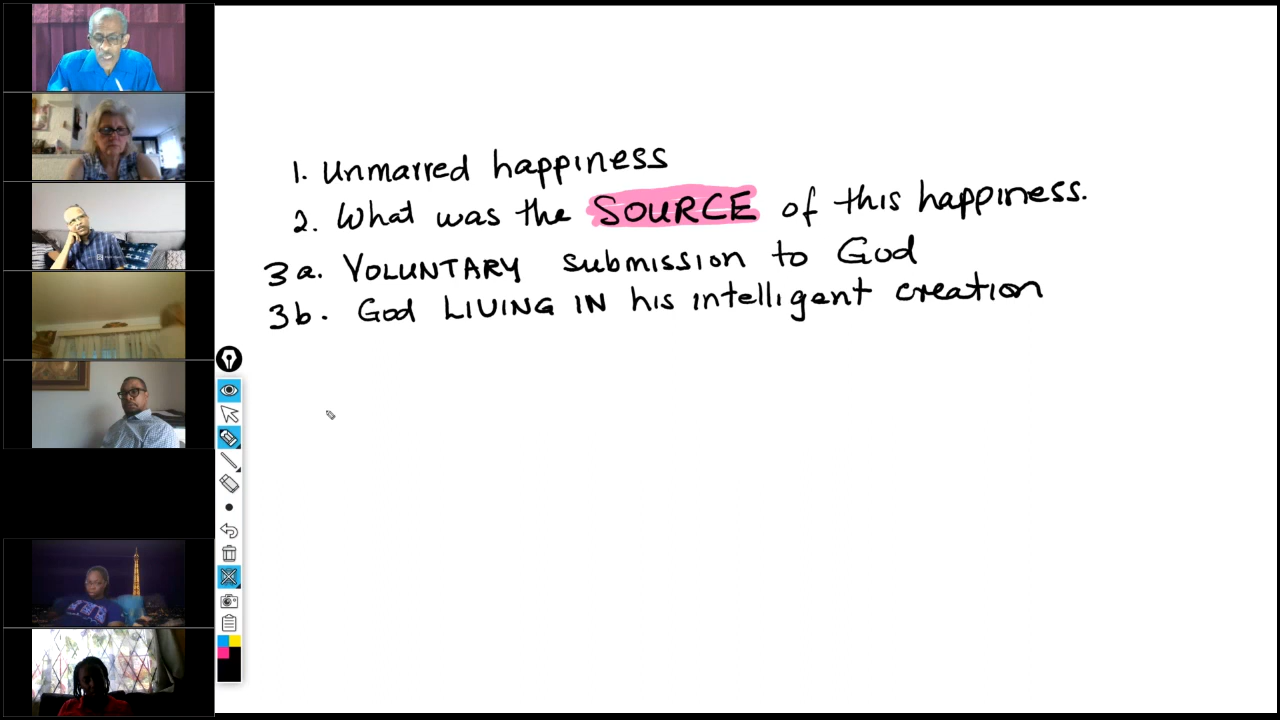 1. Unmarred happiness
2. What was the SOURCE of this happiness.
3a. VOLUNTARY submission to God
3b. God LIVING IN his intelligent creation